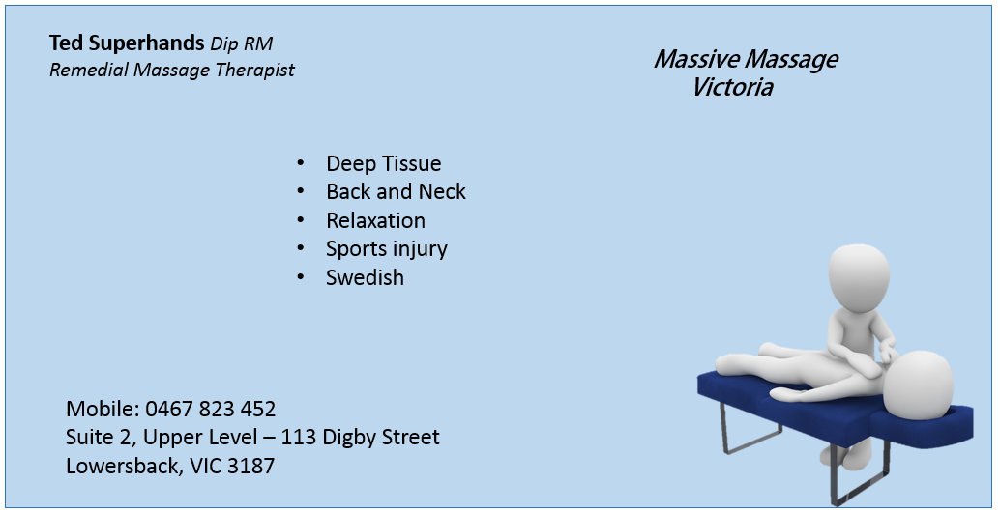 Ted Superhands Dip RM
Remedial Massage Therapist
Massive Massage
Victoria
• Deep Tissue
• Back and Neck
• Relaxation
• Sports injury
• Swedish
Mobile: 0467 823 452
Suite 2, Upper Level – 113 Digby Street
Lowersback, VIC 3187